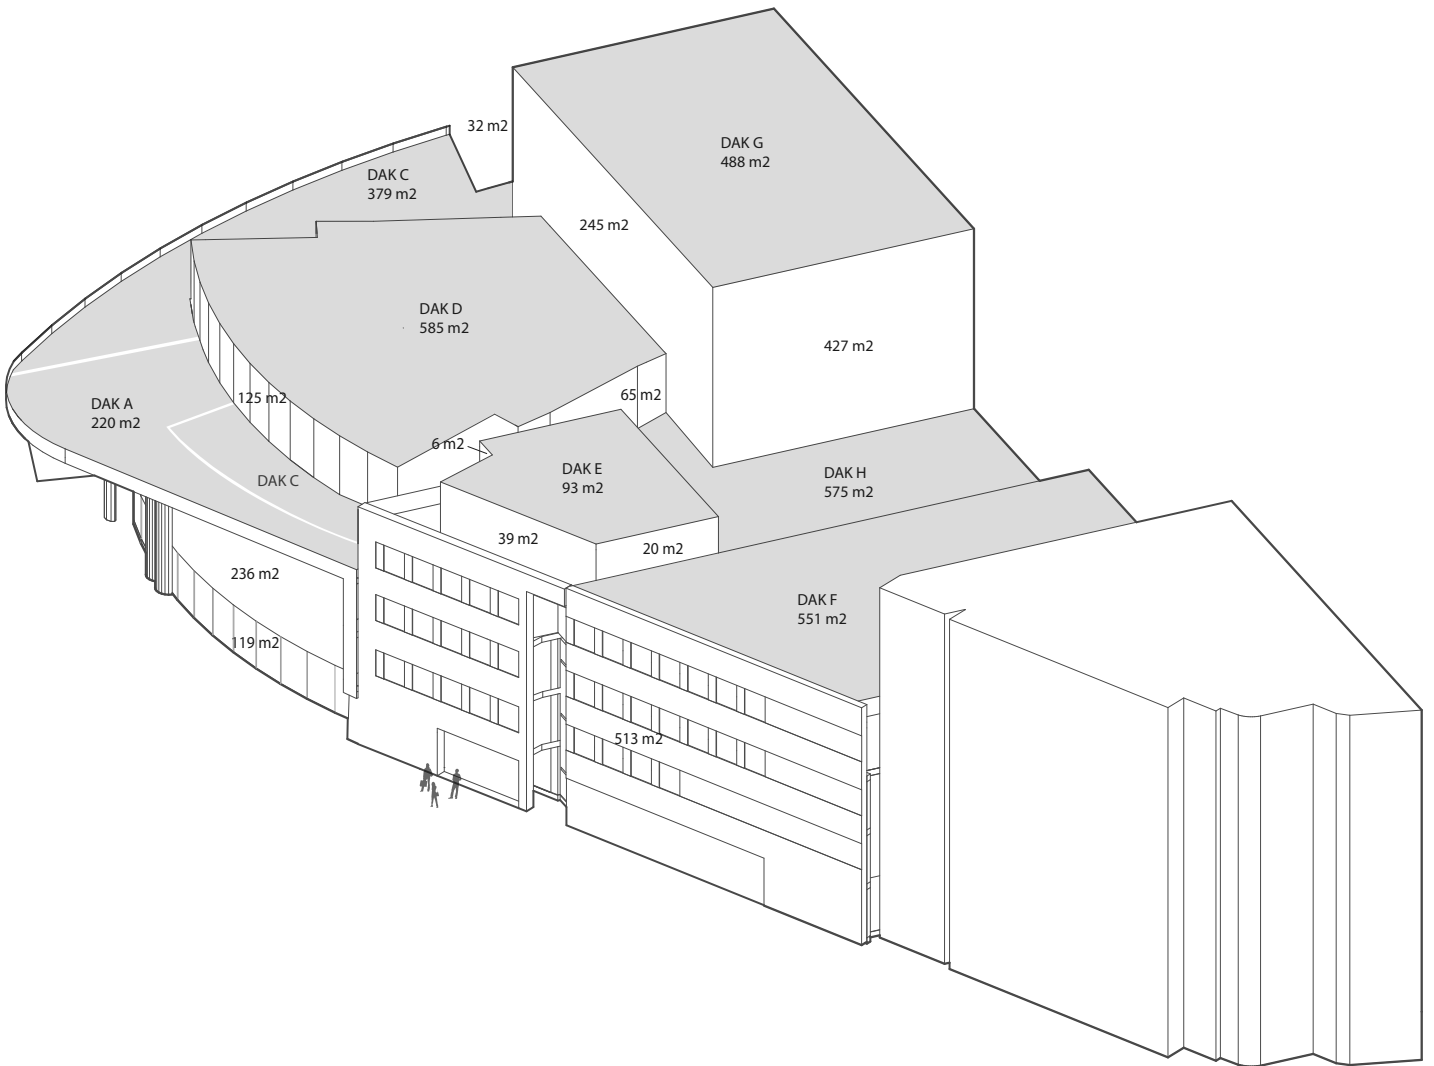 32 m2
DAK G
488 m2
DAK C
379 m2
245 m2
DAK D
585 m2
427 m2
125 m2
65 m2
DAK A
220 m2
6 m2
DAK E
93 m2
DAK H
575 m2
DAK C
39 m2
20 m2
236 m2
DAK F
551 m2
119 m2
513 m2